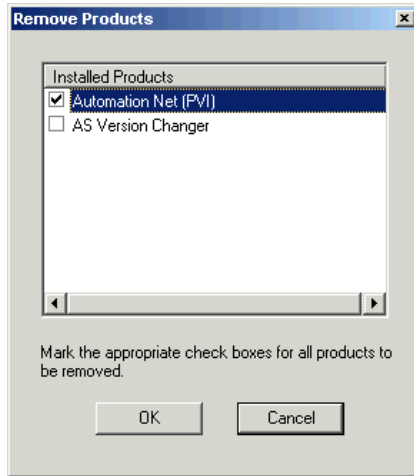 Remove Products
Installed Products
Automation Net (PVI)
AS Version Changer
Mark the appropriate check boxes for all products to
be removed.
OK
Cancel